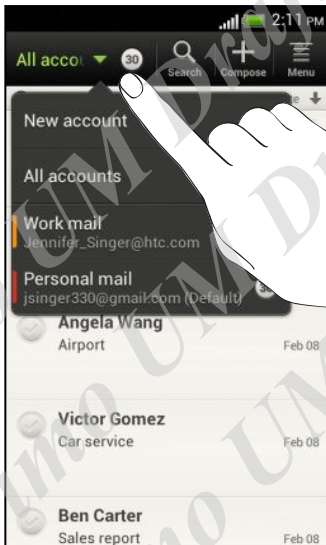 2:11 PM
All accou 30
Search Compose Menu
New account
All accounts
Work mail
Jennifer_Singer@htc.com
Personal mail
jsinger330@gmail.com (Default)
Angela Wang
Airport Feb 08
Victor Gomez
Car service Feb 08
Ben Carter
Sales report Feb 08